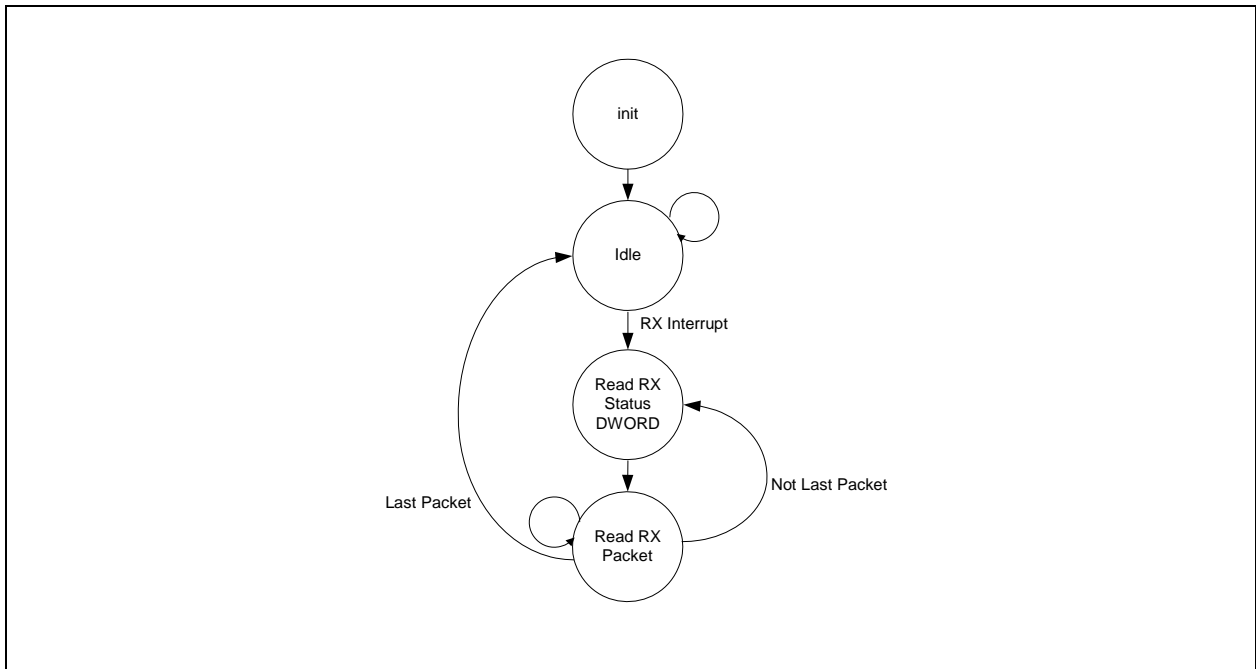 init
Idle
RX Interrupt
Read RX
Status
DWORD
Not Last Packet
Last Packet
Read RX
Packet